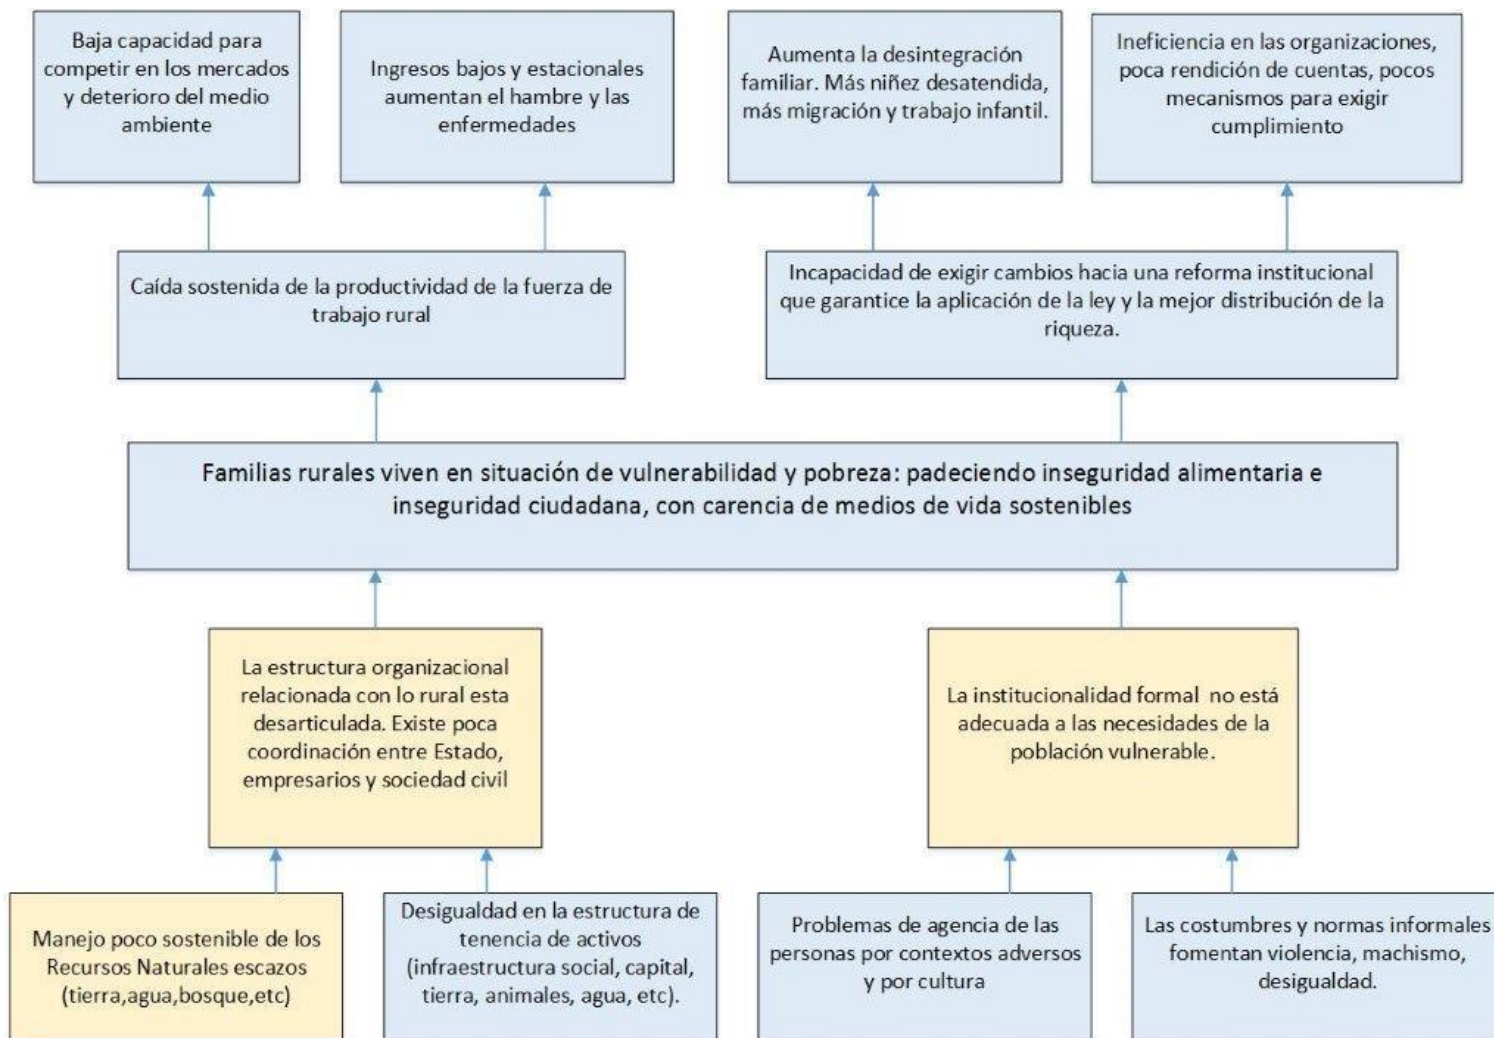 Baja capacidad para
competir en los mercados
y deterioro del medio
ambiente
Ingresos bajos y estacionales
aumentan el hambre y las
enfermedades
Aumenta la desintegración
familiar. Más niñez desatendida,
más migración y trabajo infantil.
Ineficiencia en las organizaciones,
poca rendición de cuentas, pocos
mecanismos para exigir
cumplimiento
Caída sostenida de la productividad de la fuerza de
trabajo rural
Incapacidad de exigir cambios hacia una reforma institucional
que garantice la aplicación de la ley y la mejor distribución de la
riqueza.
Familias rurales viven en situación de vulnerabilidad y pobreza: padeciendo inseguridad alimentaria e
inseguridad ciudadana, con carencia de medios de vida sostenibles
La estructura organizacional
relacionada con lo rural esta
desarticulada. Existe poca
coordinación entre Estado,
empresarios y sociedad civil
La institucionalidad formal no está
adecuada a las necesidades de la
población vulnerable.
Manejo poco sostenible de los
Recursos Naturales escazos
(tierra,agua,bosque,etc)
Desigualdad en la estructura de
tenencia de activos
(infraestructura social, capital,
tierra, animales, agua, etc).
Problemas de agencia de las
personas por contextos adversos
y por cultura
Las costumbres y normas informales
fomentan violencia, machismo,
desigualdad.